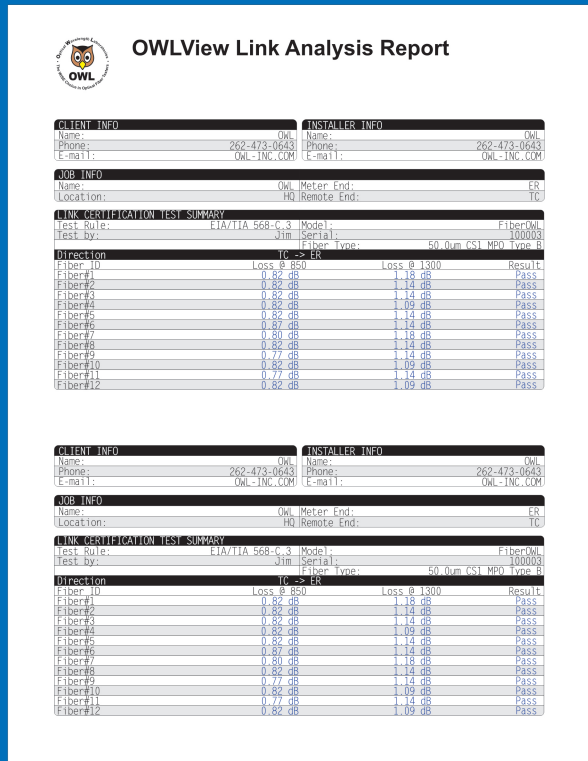 Optical Wavelength Laboratories
OWL
The WISE Choice in Optical Fiber Testers
OWLView Link Analysis Report
CLIENT INFO INSTALLER INFO
Name: OWL Name: OWL
Phone: 262-473-0643 Phone: 262-473-0643
E-mail: OWL-INC.COM E-mail: OWL-INC.COM
JOB INFO
Name: OWL Meter End: ER
Location: HQ Remote End: TC
LINK CERTIFICATION TEST SUMMARY
Test Rule: EIA/TIA 568-C.3 Model: FiberOWL
Test by: Jim Serial: 100003
Fiber Type: 50.0um CS1 MPO Type B
Direction TC -> ER
Fiber ID Loss @ 850 Loss @ 1300 Result
Fiber#1 0.82 dB 1.18 dB Pass
Fiber#2 0.82 dB 1.14 dB Pass
Fiber#3 0.82 dB 1.14 dB Pass
Fiber#4 0.82 dB 1.09 dB Pass
Fiber#5 0.82 dB 1.14 dB Pass
Fiber#6 0.87 dB 1.14 dB Pass
Fiber#7 0.80 dB 1.18 dB Pass
Fiber#8 0.82 dB 1.14 dB Pass
Fiber#9 0.77 dB 1.14 dB Pass
Fiber#10 0.82 dB 1.09 dB Pass
Fiber#11 0.77 dB 1.14 dB Pass
Fiber#12 0.82 dB 1.09 dB Pass
CLIENT INFO INSTALLER INFO
Name: OWL Name: OWL
Phone: 262-473-0643 Phone: 262-473-0643
E-mail: OWL-INC.COM E-mail: OWL-INC.COM
JOB INFO
Name: OWL Meter End: ER
Location: HQ Remote End: TC
LINK CERTIFICATION TEST SUMMARY
Test Rule: EIA/TIA 568-C.3 Model: FiberOWL
Test by: Jim Serial: 100003
Fiber Type: 50.0um CS1 MPO Type B
Direction TC -> ER
Fiber ID Loss @ 850 Loss @ 1300 Result
Fiber#1 0.82 dB 1.18 dB Pass
Fiber#2 0.82 dB 1.14 dB Pass
Fiber#3 0.82 dB 1.14 dB Pass
Fiber#4 0.82 dB 1.09 dB Pass
Fiber#5 0.82 dB 1.14 dB Pass
Fiber#6 0.87 dB 1.14 dB Pass
Fiber#7 0.80 dB 1.18 dB Pass
Fiber#8 0.82 dB 1.14 dB Pass
Fiber#9 0.77 dB 1.14 dB Pass
Fiber#10 0.82 dB 1.09 dB Pass
Fiber#11 0.77 dB 1.14 dB Pass
Fiber#12 0.82 dB 1.09 dB Pass